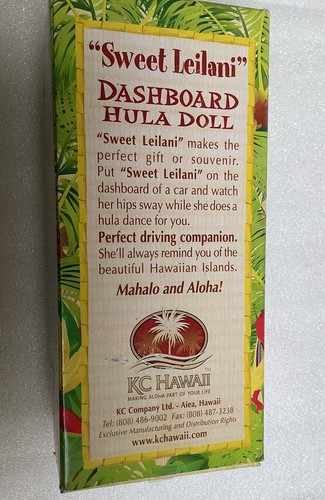 "Sweet Leilani"
DASHBOARD
HULA DOLL
"Sweet Leilani" makes the
perfect gift or souvenir.
Put "Sweet Leilani" on the
dashboard of a car and watch
her hips sway while she does a
hula dance for you.
Perfect driving companion.
She'll always remind you of the
beautiful Hawaiian Islands.
Mahalo and Aloha!
KC HAWAII™
MAKING ALOHA PART OF YOUR LIFE
KC Company Ltd. - Aiea, Hawaii
Tel: (808) 486-9002 Fax: (808) 487-3238
Exclusive Manufacturing and Distribution Rights
www.kchawaii.com